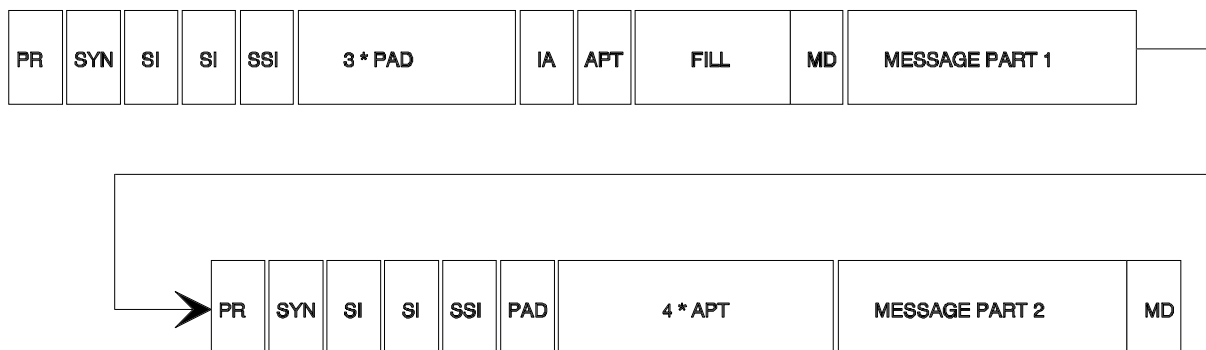 PR SYN SI SI SSI 3 * PAD IA APT FILL MD MESSAGE PART 1
PR SYN SI SI SSI PAD 4 * APT MESSAGE PART 2 MD